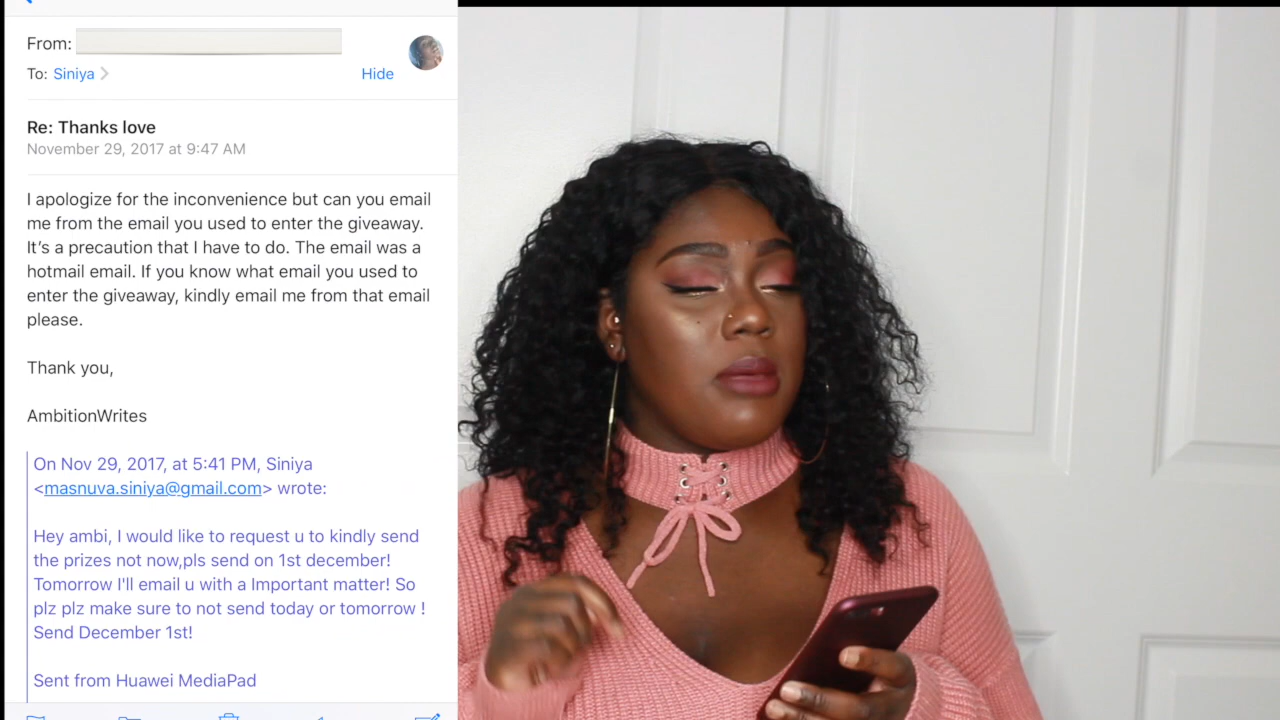 From:
To: Siniya
Hide
Re: Thanks love
November 29, 2017 at 9:47 AM
I apologize for the inconvenience but can you email
me from the email you used to enter the giveaway.
It's a precaution that I have to do. The email was a
hotmail email. If you know what email you used to
enter the giveaway, kindly email me from that email
please.
Thank you,
AmbitionWrites
On Nov 29, 2017, at 5:41 PM, Siniya
<masnuva.siniya@gmail.com> wrote:
Hey ambi, I would like to request u to kindly send
the prizes not now,pls send on 1st december!
Tomorrow I'll email u with a Important matter! So
plz plz make sure to not send today or tomorrow !
Send December 1st!
Sent from Huawei MediaPad